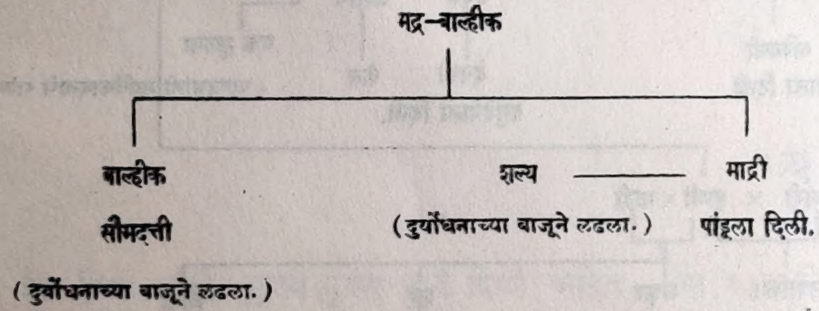 मद्र-बाल्हीक
बाल्हीक शल्य माद्री
सीमदत्ती (दुर्योधनाच्या बाजूने लढला.) पांडूला दिली.
(दुर्योधनाच्या बाजूने लढला.)